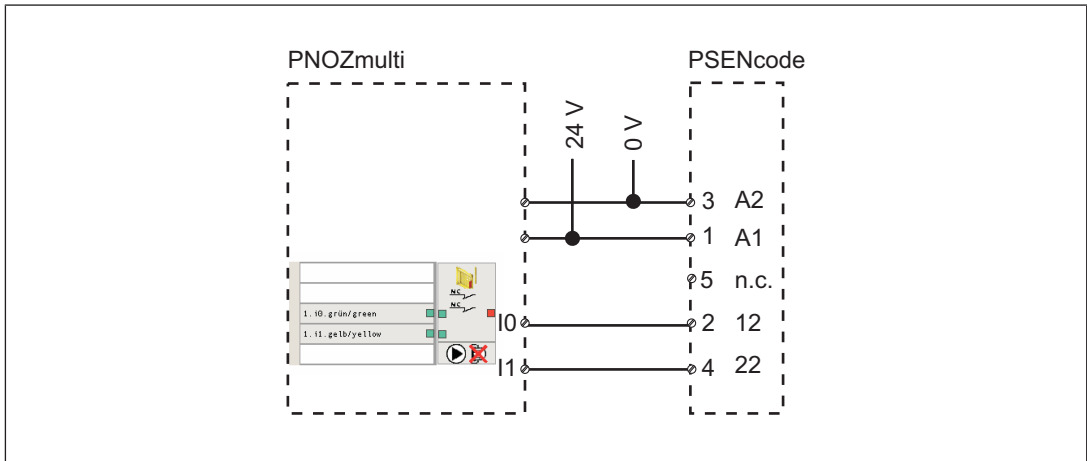 PNOZmulti PSENcode
24 V
0 V
3 A2
1 A1
5 n.c.
N.C.
N.C.
1.i0.grün/green
I0 2 12
1.i1.gelb/yellow
I1 4 22